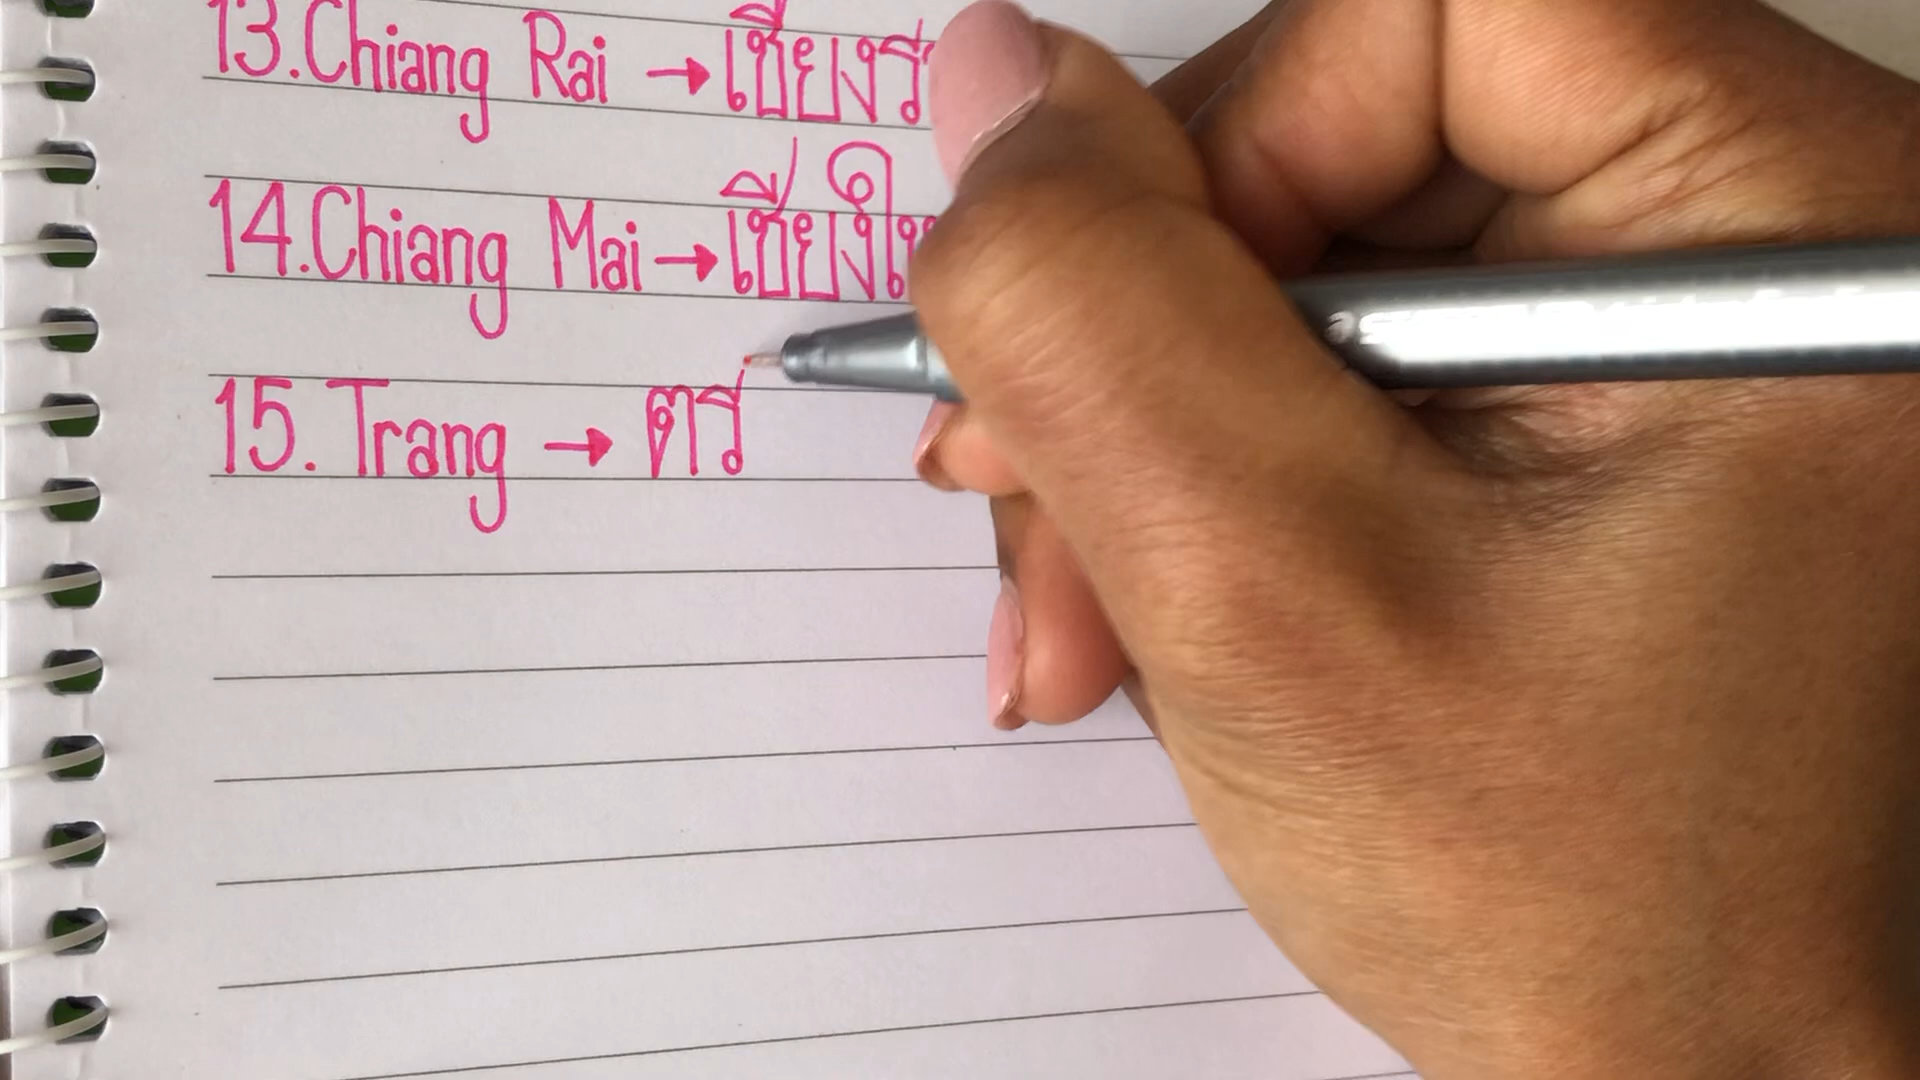 13. Chiang Rai → เชียงร
14. Chiang Mai → เชียงให
15. Trang → ตรั